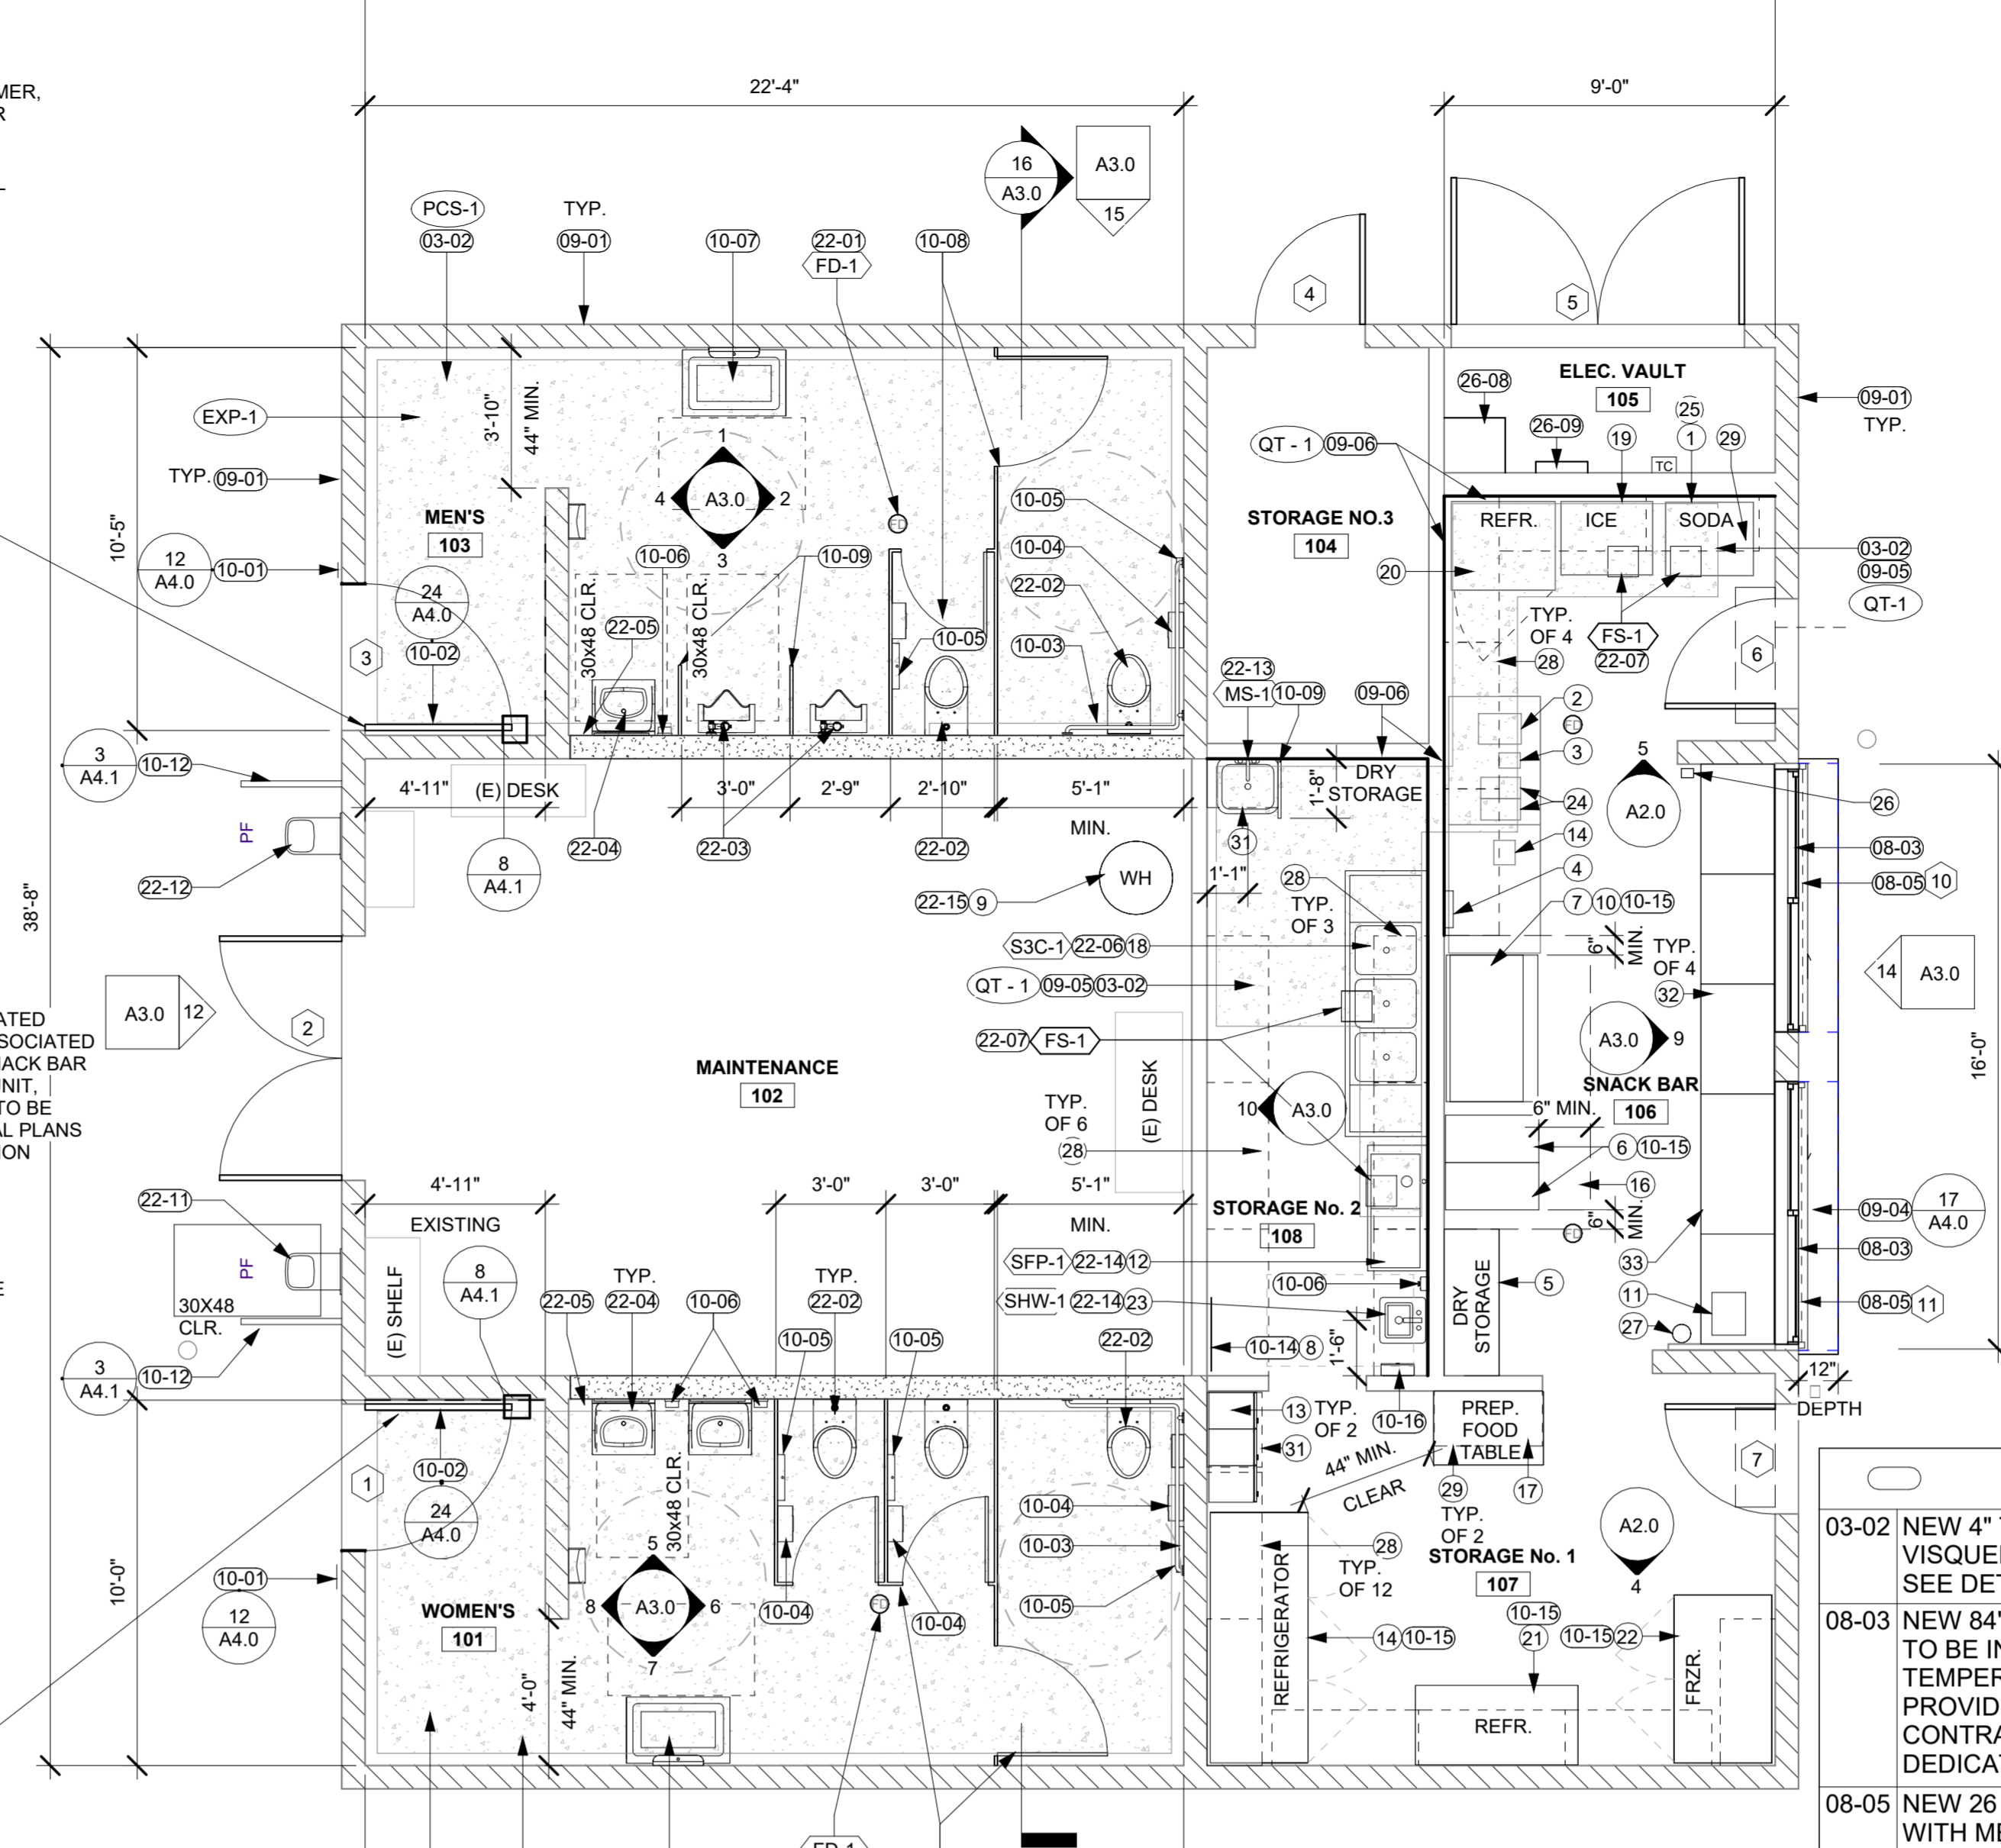 MER,
R
22'-4"
9'-0"
16
A3.0
A3.0
15
PCS-1
03-02
TYP.
09-01
10-07
22-01
FD-1
10-08
4
5
EXP-1
3'-10"
44" MIN.
TYP. 09-01
1
4 A3.0 2
3
FD
MEN'S
103
10'-5"
12
A4.0
10-01
24
A4.0
10-02
3
10-06
10-09
30x48 CLR.
30x48 CLR.
22-05
10-05
10-05
10-04
22-02
10-03
STORAGE NO.3
104
ELEC. VAULT
105
26-08
26-09
19
25
1
29
TC
09-01
TYP.
QT - 1 09-06
REFR.
ICE
SODA
20
03-02
09-05
QT-1
TYP.
OF 4
28
FS-1
22-07
6
22-13
MS-1 10-09
09-06
2
FD
3
24
14
4
5
A2.0
26
08-03
08-05 10
3
A4.1
10-12
4'-11"
(E) DESK
3'-0"
2'-9"
2'-10"
5'-1"
MIN.
1'-8"
DRY
STORAGE
PF
22-12
8
A4.1
22-04
22-03
22-02
31
1'-1"
WH
22-15 9
28
TYP.
OF 3
7 10 10-15
6"
MIN.
TYP.
OF 4
32
38'-8"
S3C-1 22-06 18
QT - 1 09-05 03-02
14 A3.0
A3.0 12
2
ATED
SOCIATED
NACK BAR
UNIT,
TO BE
AL PLANS
ION
22-07 FS-1
A3.0 9
MAINTENANCE
102
(E) DESK
SNACK BAR
106
16'-0"
TYP.
OF 6
28
10 A3.0
6" MIN.
6 10-15
16
6"
MIN.
22-11
4'-11"
EXISTING
3'-0"
3'-0"
5'-1"
MIN.
STORAGE No. 2
108
FD
09-04
17
A4.0
PF
30X48
CLR.
(E) SHELF
8
A4.1
E
SFP-1 22-14 12
10-06
SHW-1 22-14 23
DRY
STORAGE
5
33
08-03
11
08-05 11
27
22-05
TYP.
22-04
10-06
TYP.
22-02
10-05
10-05
22-02
10-14 8
1'-6"
3
A4.1
10-12
12"
DEPTH
13
TYP.
OF 2
31
10-16
PREP.
FOOD
TABLE
44" MIN.
CLEAR
29
TYP.
OF 2
17
7
1
10-02
24
A4.0
30x48 CLR.
10-04
10-03
10-05
28
TYP.
OF 12
STORAGE No. 1
107
A2.0
4
10'-0"
10-01
12
A4.0
WOMEN'S
101
5
8 A3.0 6
7
10-04
FD
10-04
REFRIGERATOR
14 10-15
10-15
21
10-15 22
4'-0"
44" MIN.
REFR.
FRZR.
FD-1
03-02 NEW 4"
VISQUE
SEE DET
08-03 NEW 84"
TO BE IN
TEMPER
PROVID
CONTRA
DEDICAT
08-05 NEW 26
WITH ME